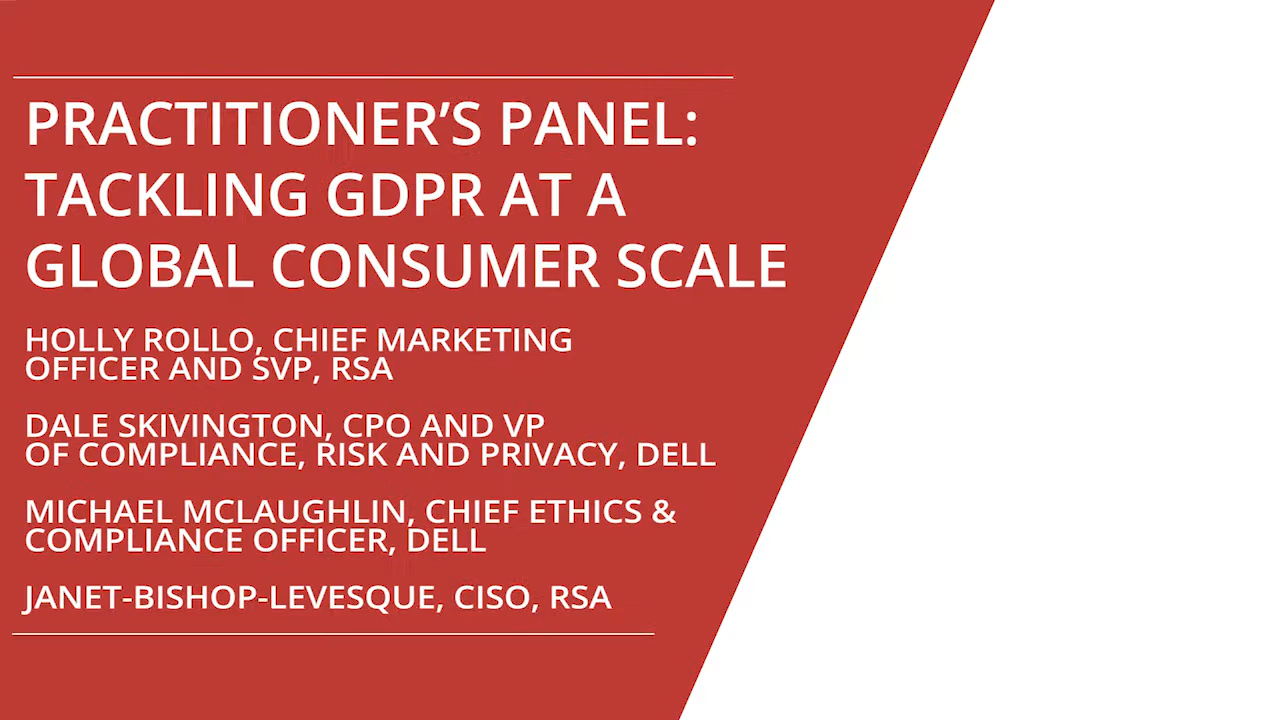 PRACTITIONER’S PANEL:
TACKLING GDPR AT A
GLOBAL CONSUMER SCALE
HOLLY ROLLO, CHIEF MARKETING
OFFICER AND SVP, RSA
DALE SKIVINGTON, CPO AND VP
OF COMPLIANCE, RISK AND PRIVACY, DELL
MICHAEL MCLAUGHLIN, CHIEF ETHICS &
COMPLIANCE OFFICER, DELL
JANET-BISHOP-LEVESQUE, CISO, RSA